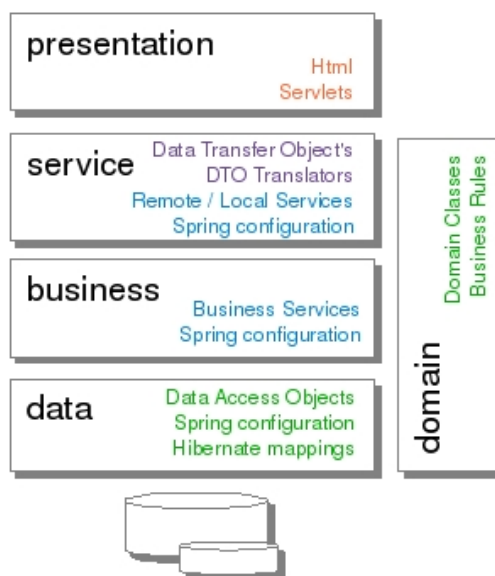 presentation
Html
Servlets
service
Data Transfer Object's
DTO Translators
Remote / Local Services
Spring configuration
business
Business Services
Spring configuration
data
Data Access Objects
Spring configuration
Hibernate mappings
domain
Domain Classes
Business Rules